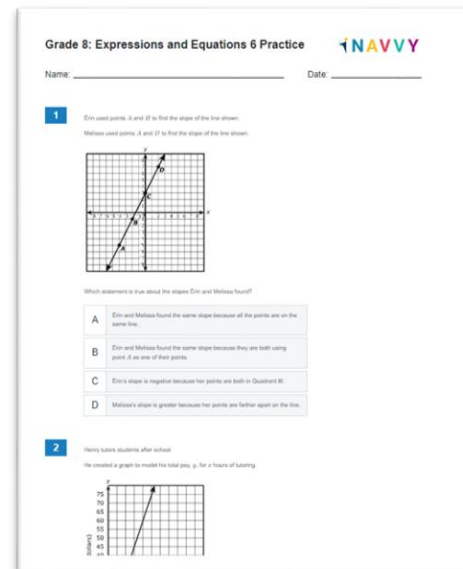 Grade 8: Expressions and Equations 6 Practice
NAVVY
Name:
Date:
1
Erin used points A and B to find the slope of the line shown.
Melissa used points A and D to find the slope of the line shown.
y
D
C
x
B
A
Which statement is true about the slopes Erin and Melissa found?
A
Erin and Melissa found the same slope because all the points are on the
same line.
B
Erin and Melissa found the same slope because they are both using
point A as one of their points.
C
Erin's slope is negative because her points are both in Quadrant III.
D
Melissa's slope is greater because her points are farther apart on the line.
2
Henry tutors students after school.
He created a graph to model his total pay, y, for x hours of tutoring.
y
75
70
65
60
55
50
45